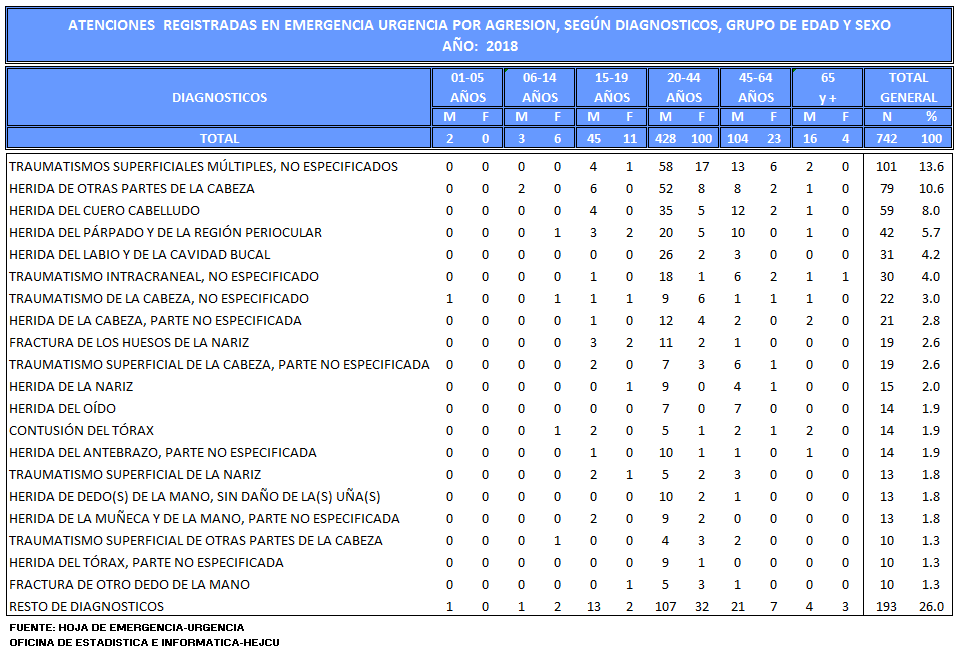 ATENCIONES REGISTRADAS EN EMERGENCIA URGENCIA POR AGRESION, SEGÚN DIAGNOSTICOS, GRUPO DE EDAD Y SEXO
AÑO: 2018
DIAGNOSTICOS 01-05 AÑOS 06-14 AÑOS 15-19 AÑOS 20-44 AÑOS 45-64 AÑOS 65 y + TOTAL GENERAL
M F M F M F M F M F M F N %
TOTAL 2 0 3 6 45 11 428 100 104 23 16 4 742 100
TRAUMATISMOS SUPERFICIALES MÚLTIPLES, NO ESPECIFICADOS 0 0 0 0 4 1 58 17 13 6 2 0 101 13.6
HERIDA DE OTRAS PARTES DE LA CABEZA 0 0 2 0 6 0 52 8 8 2 1 0 79 10.6
HERIDA DEL CUERO CABELLUDO 0 0 0 0 4 0 35 5 12 2 1 0 59 8.0
HERIDA DEL PÁRPADO Y DE LA REGIÓN PERIOCULAR 0 0 0 1 3 2 20 5 10 0 1 0 42 5.7
HERIDA DEL LABIO Y DE LA CAVIDAD BUCAL 0 0 0 0 0 0 26 2 3 0 0 0 31 4.2
TRAUMATISMO INTRACRANEAL, NO ESPECIFICADO 0 0 0 0 1 0 18 1 6 2 1 1 30 4.0
TRAUMATISMO DE LA CABEZA, NO ESPECIFICADO 1 0 0 1 1 1 9 6 1 1 1 0 22 3.0
HERIDA DE LA CABEZA, PARTE NO ESPECIFICADA 0 0 0 0 1 0 12 4 2 0 2 0 21 2.8
FRACTURA DE LOS HUESOS DE LA NARIZ 0 0 0 0 3 2 11 2 1 0 0 0 19 2.6
TRAUMATISMO SUPERFICIAL DE LA CABEZA, PARTE NO ESPECIFICADA 0 0 0 0 2 0 7 3 6 1 0 0 19 2.6
HERIDA DE LA NARIZ 0 0 0 0 0 1 9 0 4 1 0 0 15 2.0
HERIDA DEL OÍDO 0 0 0 0 0 0 7 0 7 0 0 0 14 1.9
CONTUSIÓN DEL TÓRAX 0 0 0 1 2 0 5 1 2 1 2 0 14 1.9
HERIDA DEL ANTEBRAZO, PARTE NO ESPECIFICADA 0 0 0 0 1 0 10 1 1 0 1 0 14 1.9
TRAUMATISMO SUPERFICIAL DE LA NARIZ 0 0 0 0 2 1 5 2 3 0 0 0 13 1.8
HERIDA DE DEDO(S) DE LA MANO, SIN DAÑO DE LA(S) UÑA(S) 0 0 0 0 0 0 10 2 1 0 0 0 13 1.8
HERIDA DE LA MUÑECA Y DE LA MANO, PARTE NO ESPECIFICADA 0 0 0 0 2 0 9 2 0 0 0 0 13 1.8
TRAUMATISMO SUPERFICIAL DE OTRAS PARTES DE LA CABEZA 0 0 0 1 0 0 4 3 2 0 0 0 10 1.3
HERIDA DEL TÓRAX, PARTE NO ESPECIFICADA 0 0 0 0 0 0 9 1 0 0 0 0 10 1.3
FRACTURA DE OTRO DEDO DE LA MANO 0 0 0 0 0 1 5 3 1 0 0 0 10 1.3
RESTO DE DIAGNOSTICOS 1 0 1 2 13 2 107 32 21 7 4 3 193 26.0
FUENTE: HOJA DE EMERGENCIA-URGENCIA
OFICINA DE ESTADISTICA E INFORMATICA-HEJCU